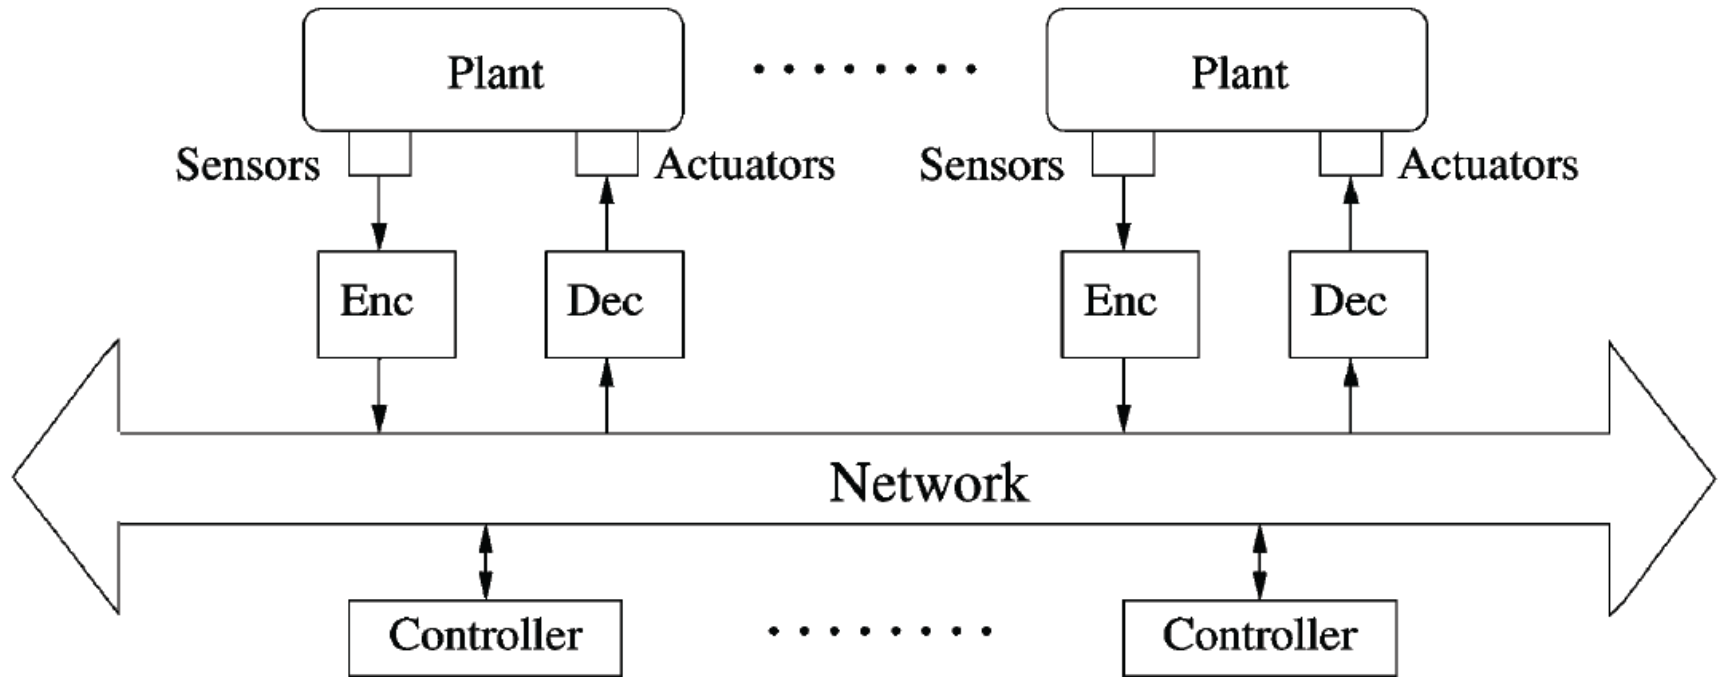 Plant
Plant
Sensors
Actuators
Sensors
Actuators
Enc
Dec
Enc
Dec
Network
Controller
Controller